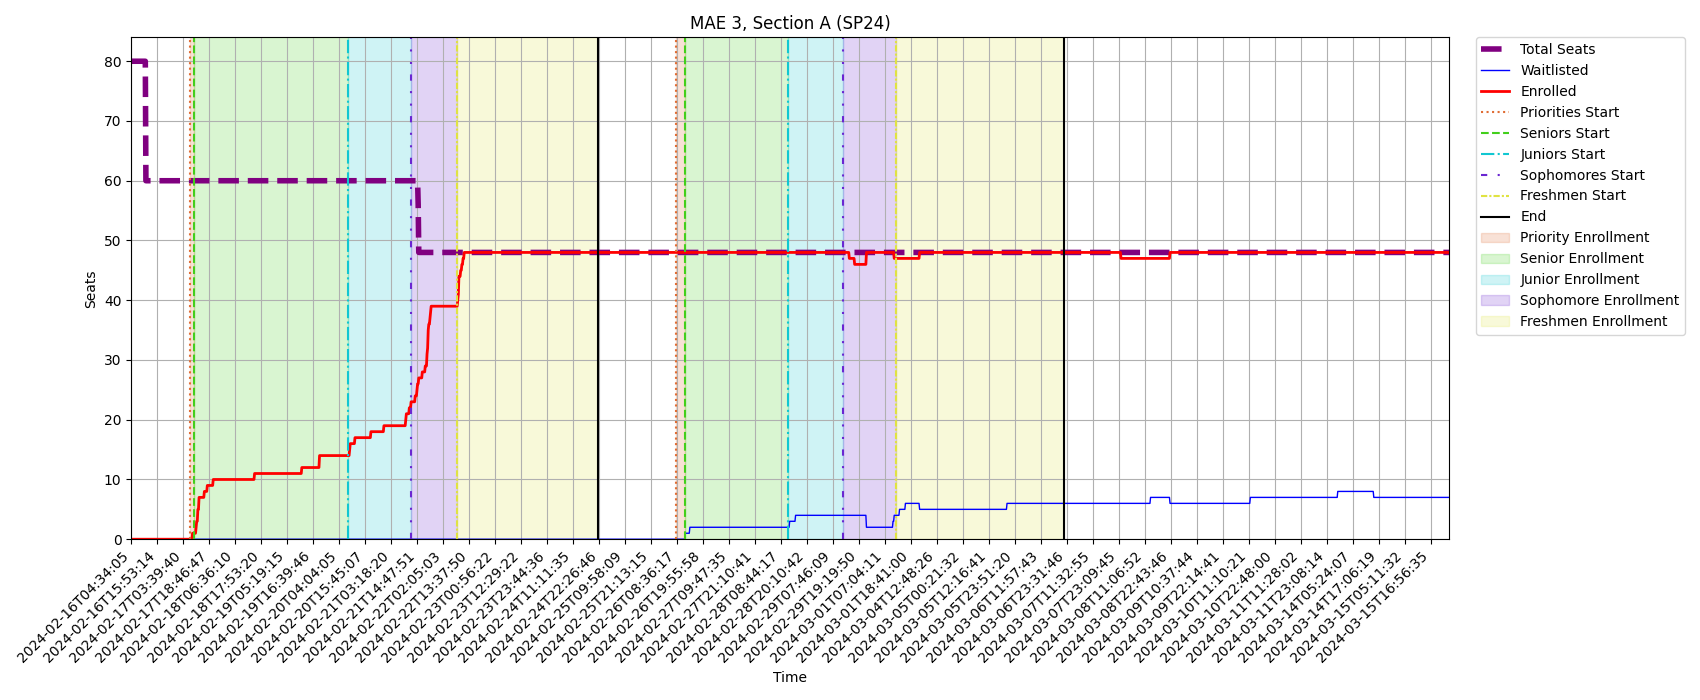 MAE 3, Section A (SP24)
Seats
80
70
60
50
40
30
20
10
0
2024-02-16T04:34:05
2024-02-16T15:53:14
2024-02-17T03:39:40
2024-02-17T18:46:47
2024-02-18T06:36:10
2024-02-18T17:53:20
2024-02-19T05:19:15
2024-02-19T16:39:46
2024-02-20T04:04:05
2024-02-20T15:45:07
2024-02-21T03:18:20
2024-02-21T14:47:51
2024-02-22T02:05:03
2024-02-22T13:37:50
2024-02-23T00:56:22
2024-02-23T12:29:22
2024-02-23T23:44:36
2024-02-24T11:11:35
2024-02-24T22:26:46
2024-02-25T09:58:09
2024-02-25T21:13:15
2024-02-26T08:36:17
2024-02-26T19:55:58
2024-02-27T09:47:35
2024-02-27T21:10:41
2024-02-28T08:44:17
2024-02-28T20:10:42
2024-02-29T07:46:09
2024-02-29T19:19:50
2024-03-01T07:04:11
2024-03-01T18:41:00
2024-03-04T12:48:26
2024-03-05T00:21:32
2024-03-05T12:16:41
2024-03-05T23:51:20
2024-03-06T11:57:43
2024-03-06T23:31:46
2024-03-07T11:32:55
2024-03-07T23:09:45
2024-03-08T11:06:52
2024-03-08T22:43:46
2024-03-09T10:37:44
2024-03-09T22:14:41
2024-03-10T11:10:21
2024-03-10T22:48:00
2024-03-11T11:28:02
2024-03-11T23:08:14
2024-03-14T05:24:07
2024-03-14T17:06:19
2024-03-15T05:11:32
2024-03-15T16:56:35
Time
Total Seats
Waitlisted
Enrolled
Priorities Start
Seniors Start
Juniors Start
Sophomores Start
Freshmen Start
End
Priority Enrollment
Senior Enrollment
Junior Enrollment
Sophomore Enrollment
Freshmen Enrollment